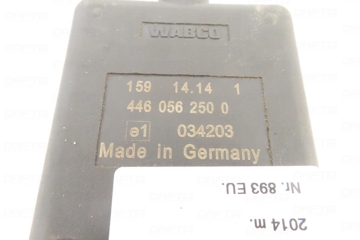 WABCO
159 14.14 1
446 056 250 0
e1 034203
Made in Germany
Nr. 893 EU.
2014 m.